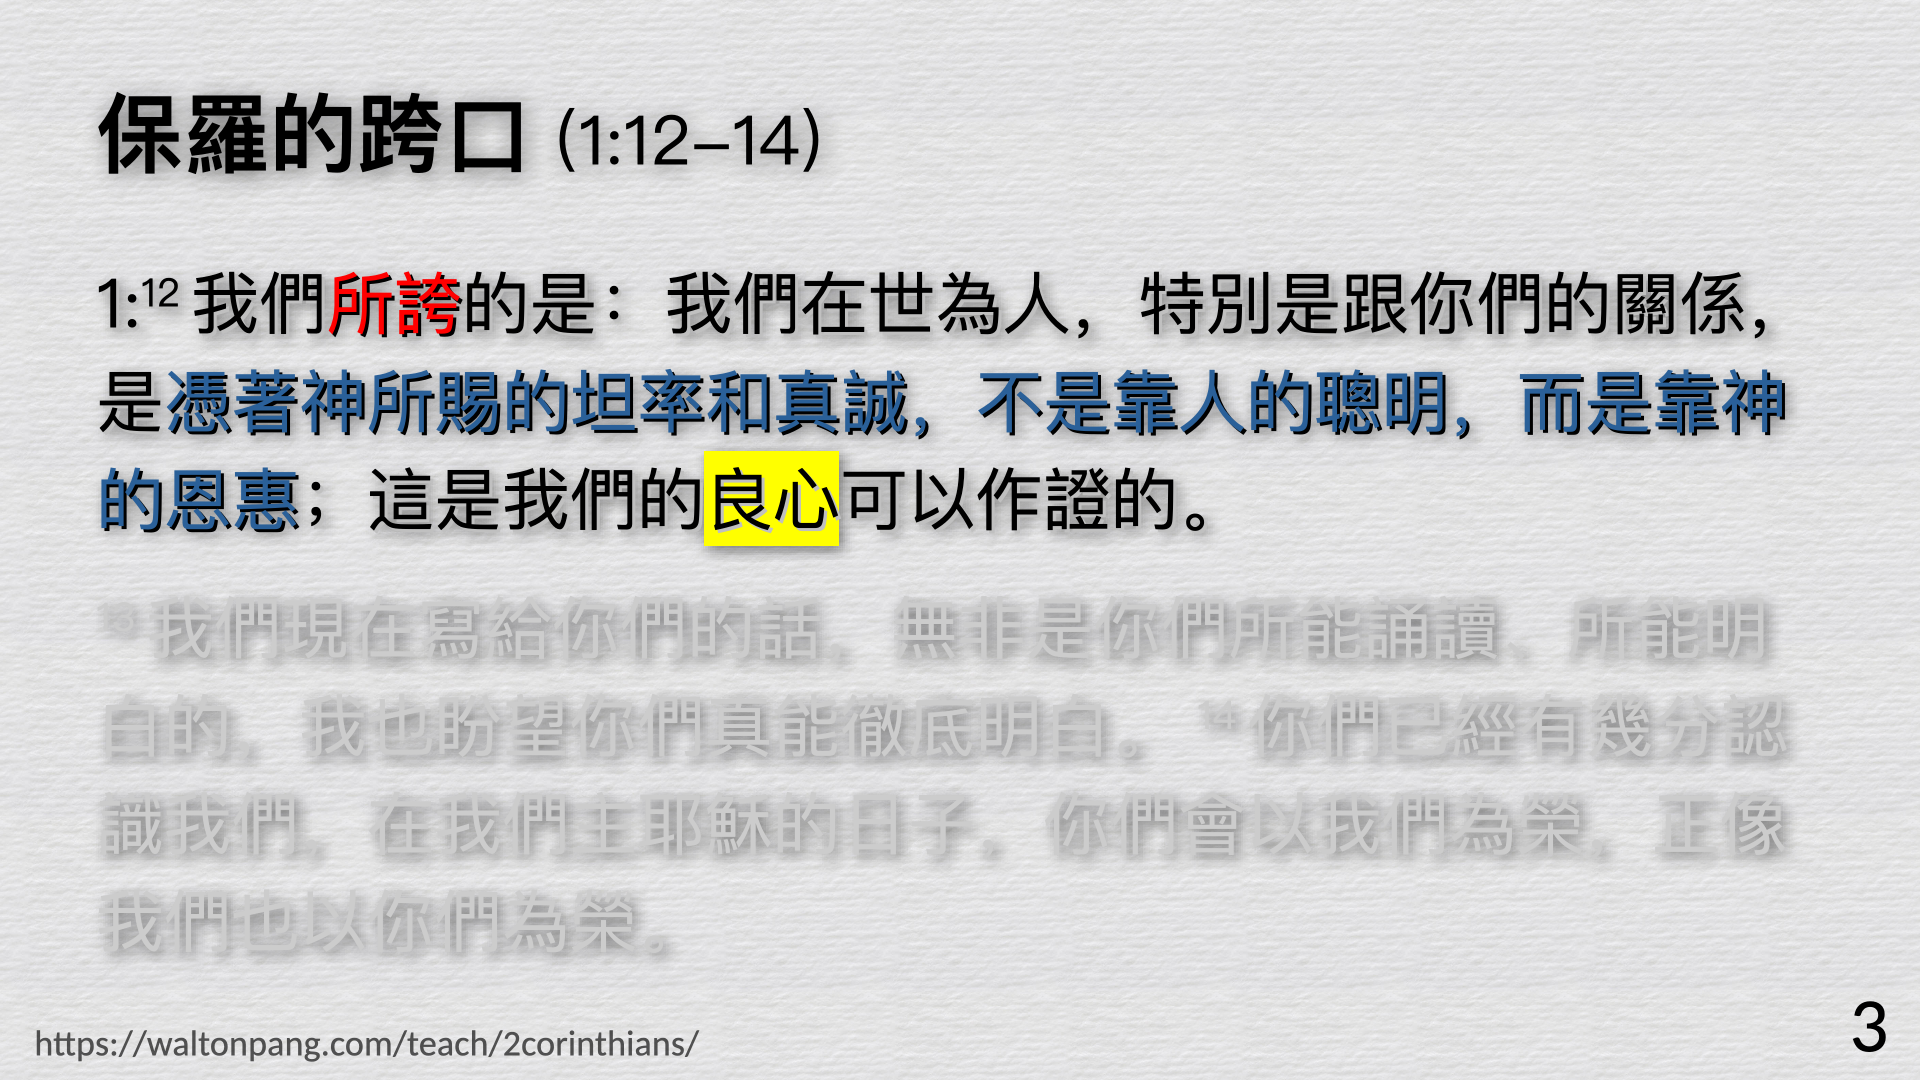 保羅的跨口 (1:12–14)
1:12 我們所誇的是：我們在世為人，特別是跟你們的關係，
是憑著神所賜的坦率和真誠，不是靠人的聰明，而是靠神
的恩惠；這是我們的良心可以作證的。
13 我們現在寫給你們的話，無非是你們所能誦讀、所能明
白的，我也盼望你們真能徹底明白。 14 你們已經有幾分認
識我們，在我們主耶穌的日子，你們會以我們為榮，正像
我們也以你們為榮。
https://waltonpang.com/teach/2corinthians/
3